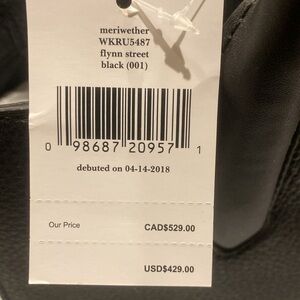 meriwether
WKRU5487
flynn street
black (001)
0 98687 20957 1
debuted on 04-14-2018
Our Price CAD$529.00
USD$429.00